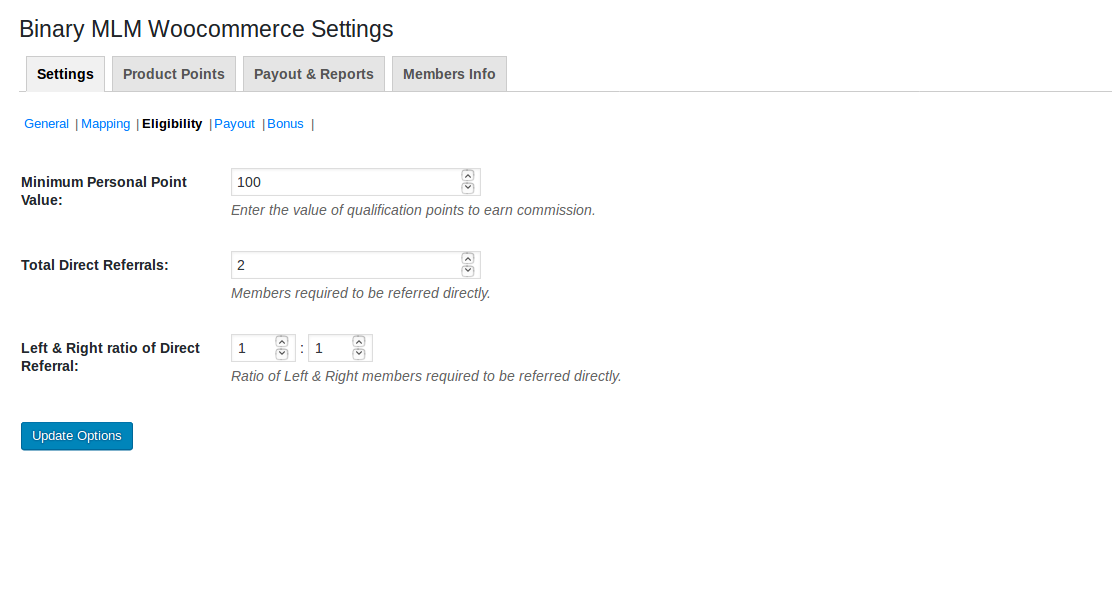 Binary MLM Woocommerce Settings
Settings Product Points Payout & Reports Members Info
General | Mapping | Eligibility | Payout | Bonus |
Minimum Personal Point
Value:
100
Enter the value of qualification points to earn commission.
Total Direct Referrals:
2
Members required to be referred directly.
Left & Right ratio of Direct
Referral:
1 : 1
Ratio of Left & Right members required to be referred directly.
Update Options